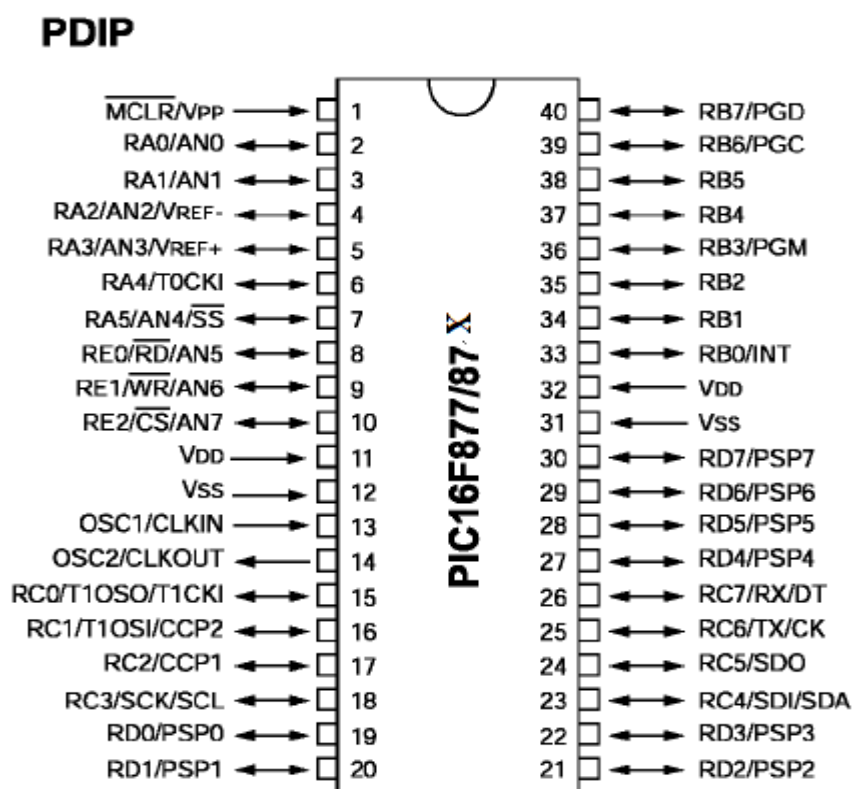 PDIP
MCLR/VPP 1 40 RB7/PGD
RA0/AN0 2 39 RB6/PGC
RA1/AN1 3 38 RB5
RA2/AN2/VREF- 4 37 RB4
RA3/AN3/VREF+ 5 36 RB3/PGM
RA4/T0CKI 6 35 RB2
RA5/AN4/SS 7 34 RB1
RE0/RD/AN5 8 33 RB0/INT
RE1/WR/AN6 9 32 VDD
RE2/CS/AN7 10 31 VSS
VDD 11 30 RD7/PSP7
VSS 12 29 RD6/PSP6
OSC1/CLKIN 13 28 RD5/PSP5
OSC2/CLKOUT 14 27 RD4/PSP4
RC0/T1OSO/T1CKI 15 26 RC7/RX/DT
RC1/T1OSI/CCP2 16 25 RC6/TX/CK
RC2/CCP1 17 24 RC5/SDO
RC3/SCK/SCL 18 23 RC4/SDI/SDA
RD0/PSP0 19 22 RD3/PSP3
RD1/PSP1 20 21 RD2/PSP2
PIC16F877/87X